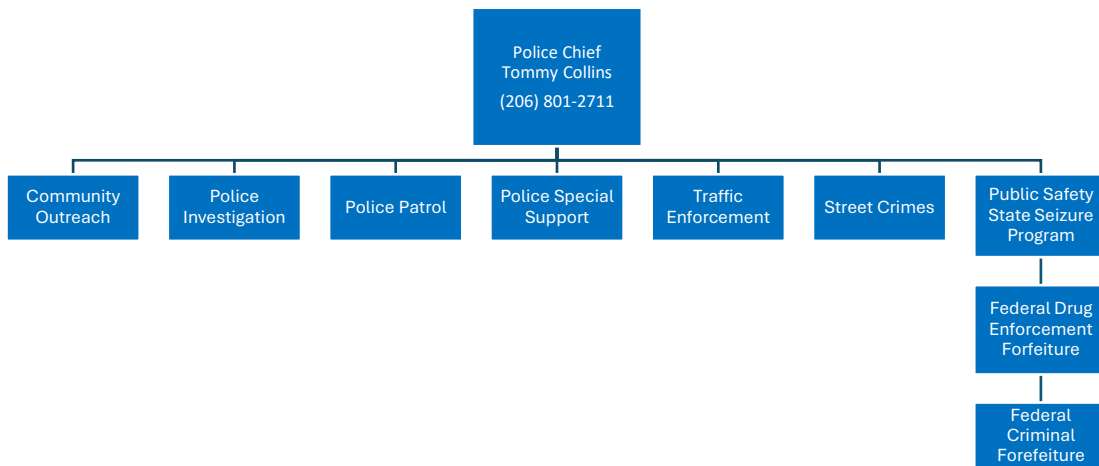 Police Chief
Tommy Collins
(206) 801-2711
Community
Outreach
Police
Investigation
Police Patrol
Police Special
Support
Traffic
Enforcement
Street Crimes
Public Safety
State Seizure
Program
Federal Drug
Enforcement
Forfeiture
Federal
Criminal
Forefeiture